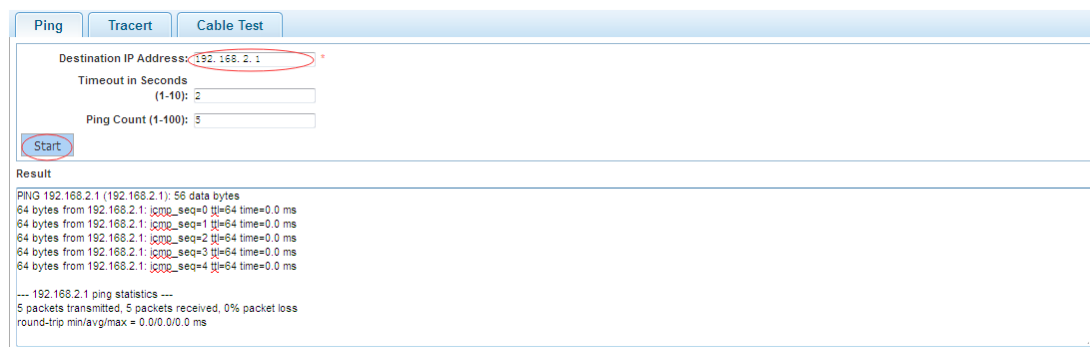 Ping Tracert Cable Test
Destination IP Address: 192. 168. 2. 1 *
Timeout in Seconds
(1-10): 2
Ping Count (1-100): 5
Start
Result
PING 192.168.2.1 (192.168.2.1): 56 data bytes
64 bytes from 192.168.2.1: icmp_seq=0 ttl=64 time=0.0 ms
64 bytes from 192.168.2.1: icmp_seq=1 ttl=64 time=0.0 ms
64 bytes from 192.168.2.1: icmp_seq=2 ttl=64 time=0.0 ms
64 bytes from 192.168.2.1: icmp_seq=3 ttl=64 time=0.0 ms
64 bytes from 192.168.2.1: icmp_seq=4 ttl=64 time=0.0 ms
--- 192.168.2.1 ping statistics ---
5 packets transmitted, 5 packets received, 0% packet loss
round-trip min/avg/max = 0.0/0.0/0.0 ms